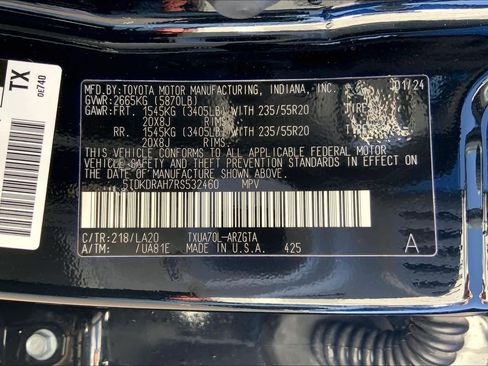 TX
DE74D
MFD.BY:TOYOTA MOTOR MANUFACTURING, INDIANA, INC. 01/24
GVWR:2665KG (5870LB)
GAWR:FRT. 1545KG (3405LB) WITH 235/55R20 TIRES
20X8J RIMS
RR. 1545KG (3405LB) WITH 235/55R20
20X8J RIMS
THIS VEHICLE CONFORMS TO ALL APPLICABLE FEDERAL MOTOR
VEHICLE SAFETY AND THEFT PREVENTION STANDARDS IN EFFECT ON
THE DATE OF MANUFACTURE SHOWN ABOVE.
5TDKDRAH7RS532460 MPV
C/TR:218/LA20 TXUA70L-ARZGTA
A/TM: /UA81E MADE IN U.S.A. 425
A